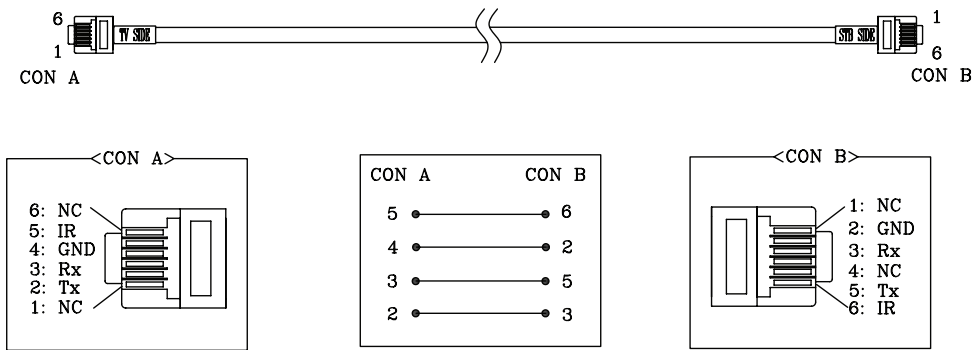 6
1
TV SIDE
STB SIDE
1
6
CON A
CON B
<CON A>
6: NC
5: IR
4: GND
3: Rx
2: Tx
1: NC
CON A CON B
5 6
4 2
3 5
2 3
<CON B>
1: NC
2: GND
3: Rx
4: NC
5: Tx
6: IR